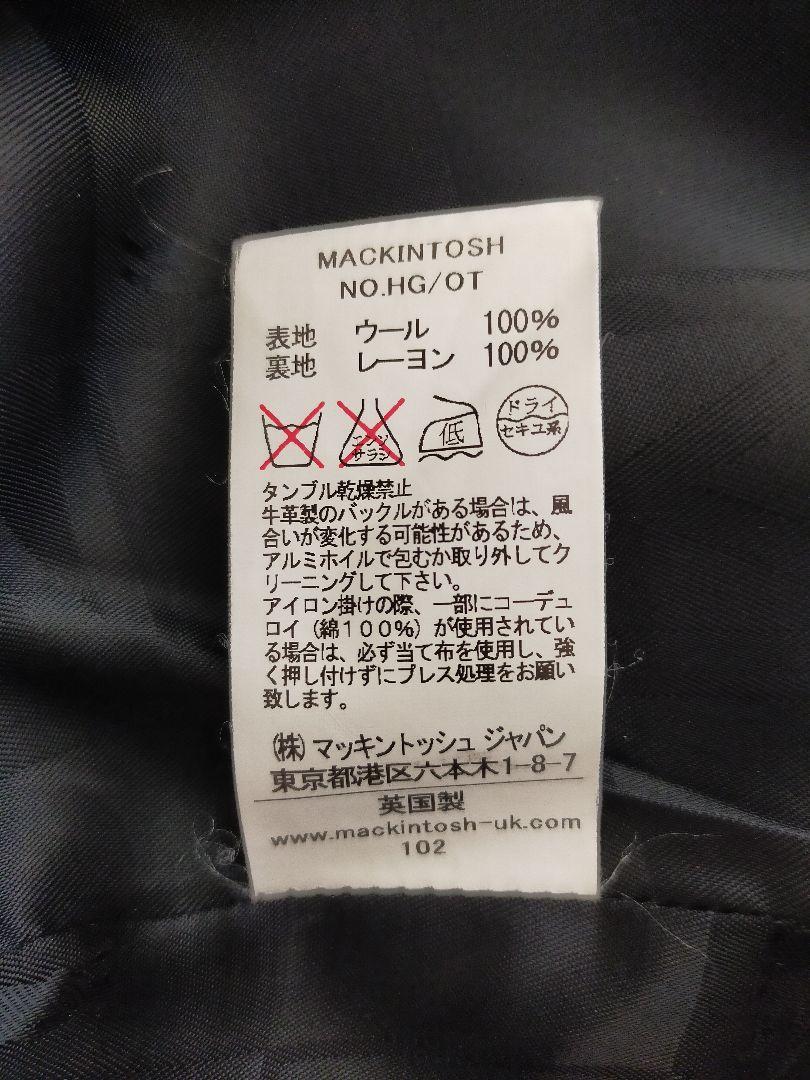 MACKINTOSH
NO.HG/OT
表地 ウール 100%
裏地 レーヨン 100%
エンソ
サラシ
低
ドライ
セキユ系
タンブル乾燥禁止
牛革製のバックルがある場合は、風
合いが変化する可能性があるため、
アルミホイルで包むか取り外してク
リーニングして下さい。
アイロン掛けの際、一部にコーデュ
ロイ（綿100%）が使用されてい
る場合は、必ず当て布を使用し、強
く押し付けずにプレス処理をお願い
致します。
㈱マッキントッシュ ジャパン
東京都港区六本木1-8-7
英国製
www.mackintosh-uk.com
102